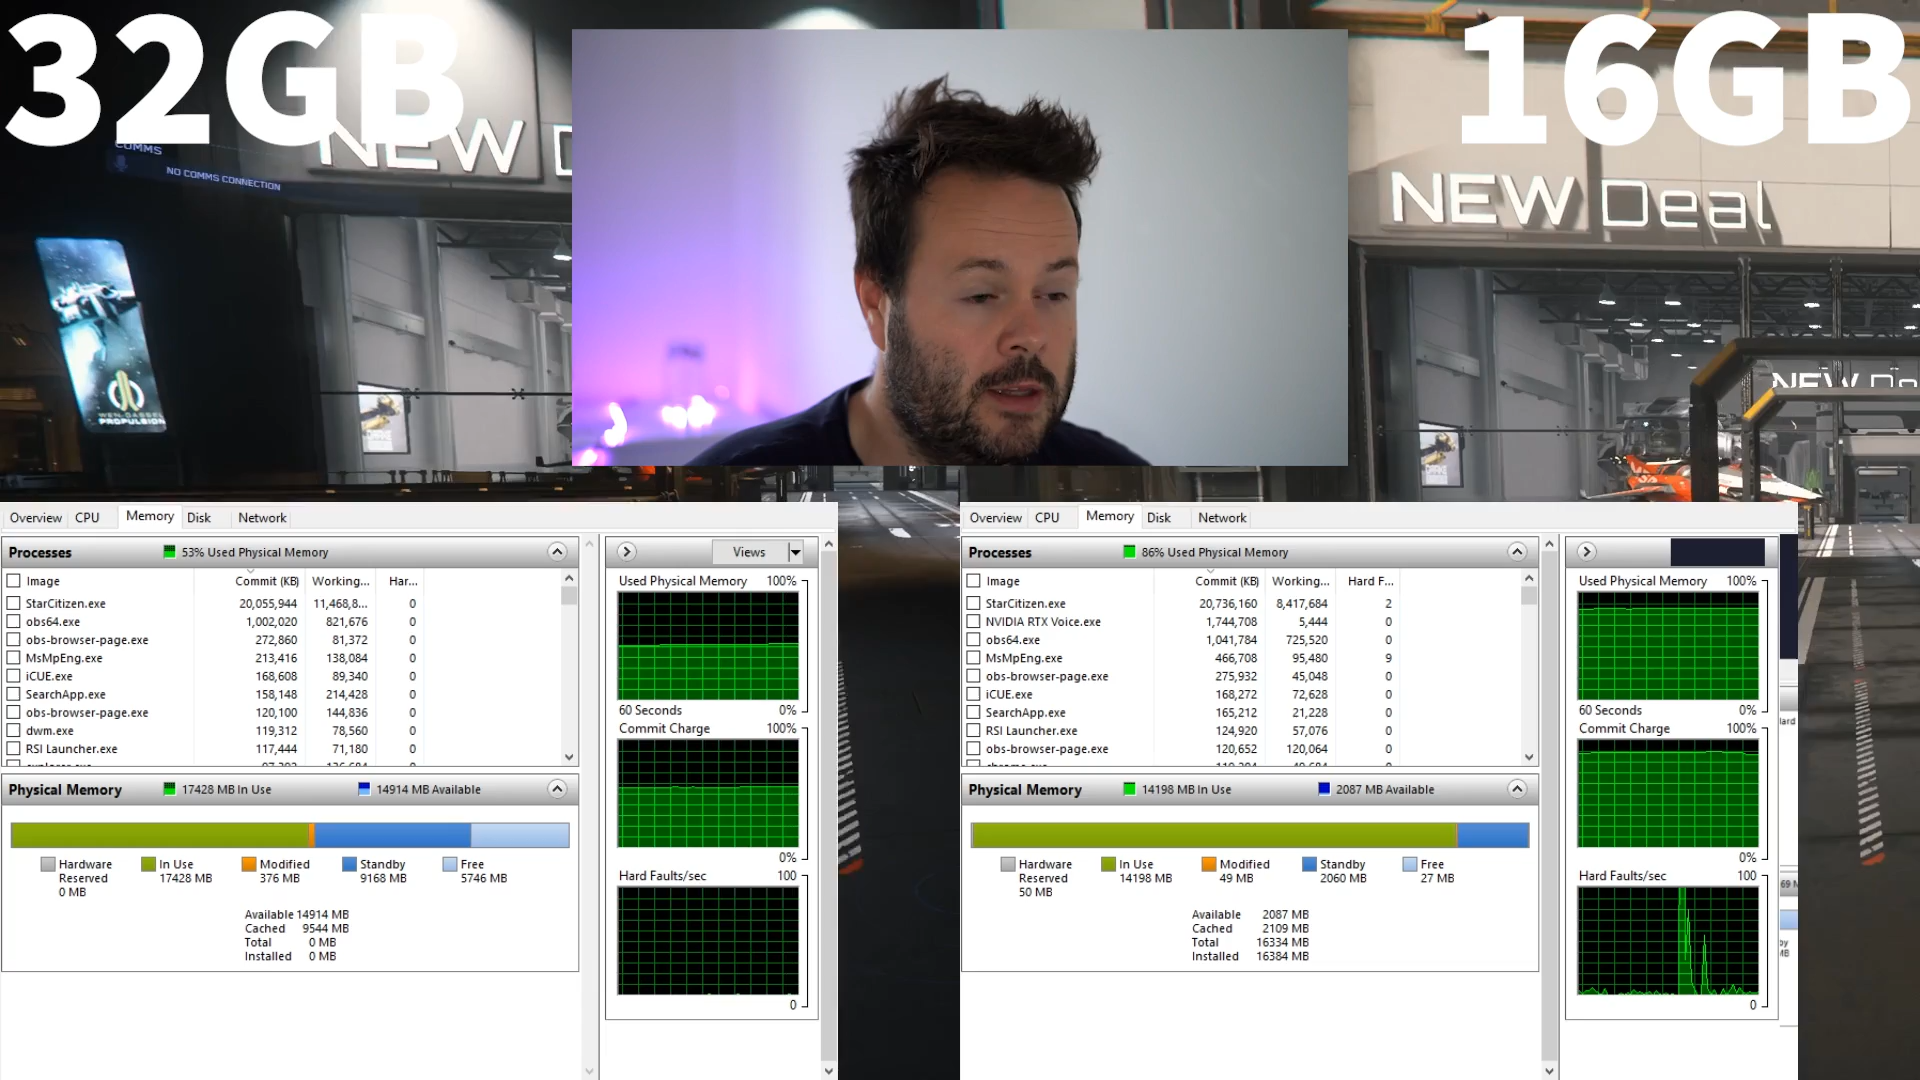 32GB
16GB
COMMS
NO COMMS CONNECTION
NEW
NEW Deal
PROPULSION
Overview CPU Memory Disk Network
Processes 53% Used Physical Memory
Image Commit (KB) Working... Har...
StarCitizen.exe 20,055,944 11,468,8... 0
obs64.exe 1,002,020 821,676 0
obs-browser-page.exe 272,860 81,372 0
MsMpEng.exe 213,416 138,084 0
iCUE.exe 168,608 89,340 0
SearchApp.exe 158,148 214,428 0
obs-browser-page.exe 120,100 144,836 0
dwm.exe 119,312 78,560 0
RSI Launcher.exe 117,444 71,180 0
Physical Memory 17428 MB In Use 14914 MB Available
Hardware Reserved 0 MB
In Use 17428 MB
Modified 376 MB
Standby 9168 MB
Free 5746 MB
Available 14914 MB
Cached 9544 MB
Total 0 MB
Installed 0 MB
Views
Used Physical Memory 100%
60 Seconds 0%
Commit Charge 100%
0%
Hard Faults/sec 100
0
Overview CPU Memory Disk Network
Processes 86% Used Physical Memory
Image Commit (KB) Working... Hard F...
StarCitizen.exe 20,736,160 8,417,684 2
NVIDIA RTX Voice.exe 1,744,708 5,444 0
obs64.exe 1,041,784 725,520 0
MsMpEng.exe 466,708 95,480 9
obs-browser-page.exe 275,932 45,048 0
iCUE.exe 168,272 72,628 0
SearchApp.exe 165,212 21,228 0
RSI Launcher.exe 124,920 57,076 0
obs-browser-page.exe 120,652 120,064 0
Physical Memory 14198 MB In Use 2087 MB Available
Hardware Reserved 50 MB
In Use 14198 MB
Modified 49 MB
Standby 2060 MB
Free 27 MB
Available 2087 MB
Cached 2109 MB
Total 16334 MB
Installed 16384 MB
Used Physical Memory 100%
60 Seconds 0%
Commit Charge 100%
0%
Hard Faults/sec 100
0